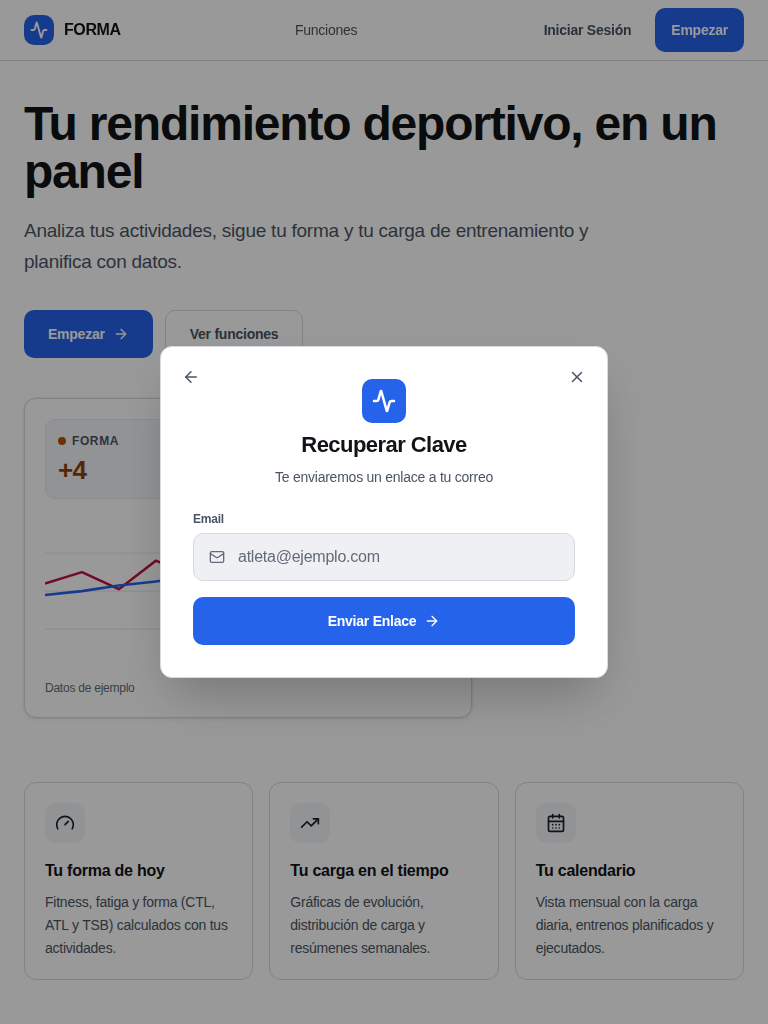 FORMA
Funciones
Iniciar Sesión
Empezar
Tu rendimiento deportivo, en un
panel
Analiza tus actividades, sigue tu forma y tu carga de entrenamiento y
planifica con datos.
Empezar
Ver funciones
FORMA
+4
Recuperar Clave
Te enviaremos un enlace a tu correo
Email
atleta@ejemplo.com
Enviar Enlace
Datos de ejemplo
Tu forma de hoy
Fitness, fatiga y forma (CTL,
ATL y TSB) calculados con tus
actividades.
Tu carga en el tiempo
Gráficas de evolución,
distribución de carga y
resúmenes semanales.
Tu calendario
Vista mensual con la carga
diaria, entrenos planificados y
ejecutados.